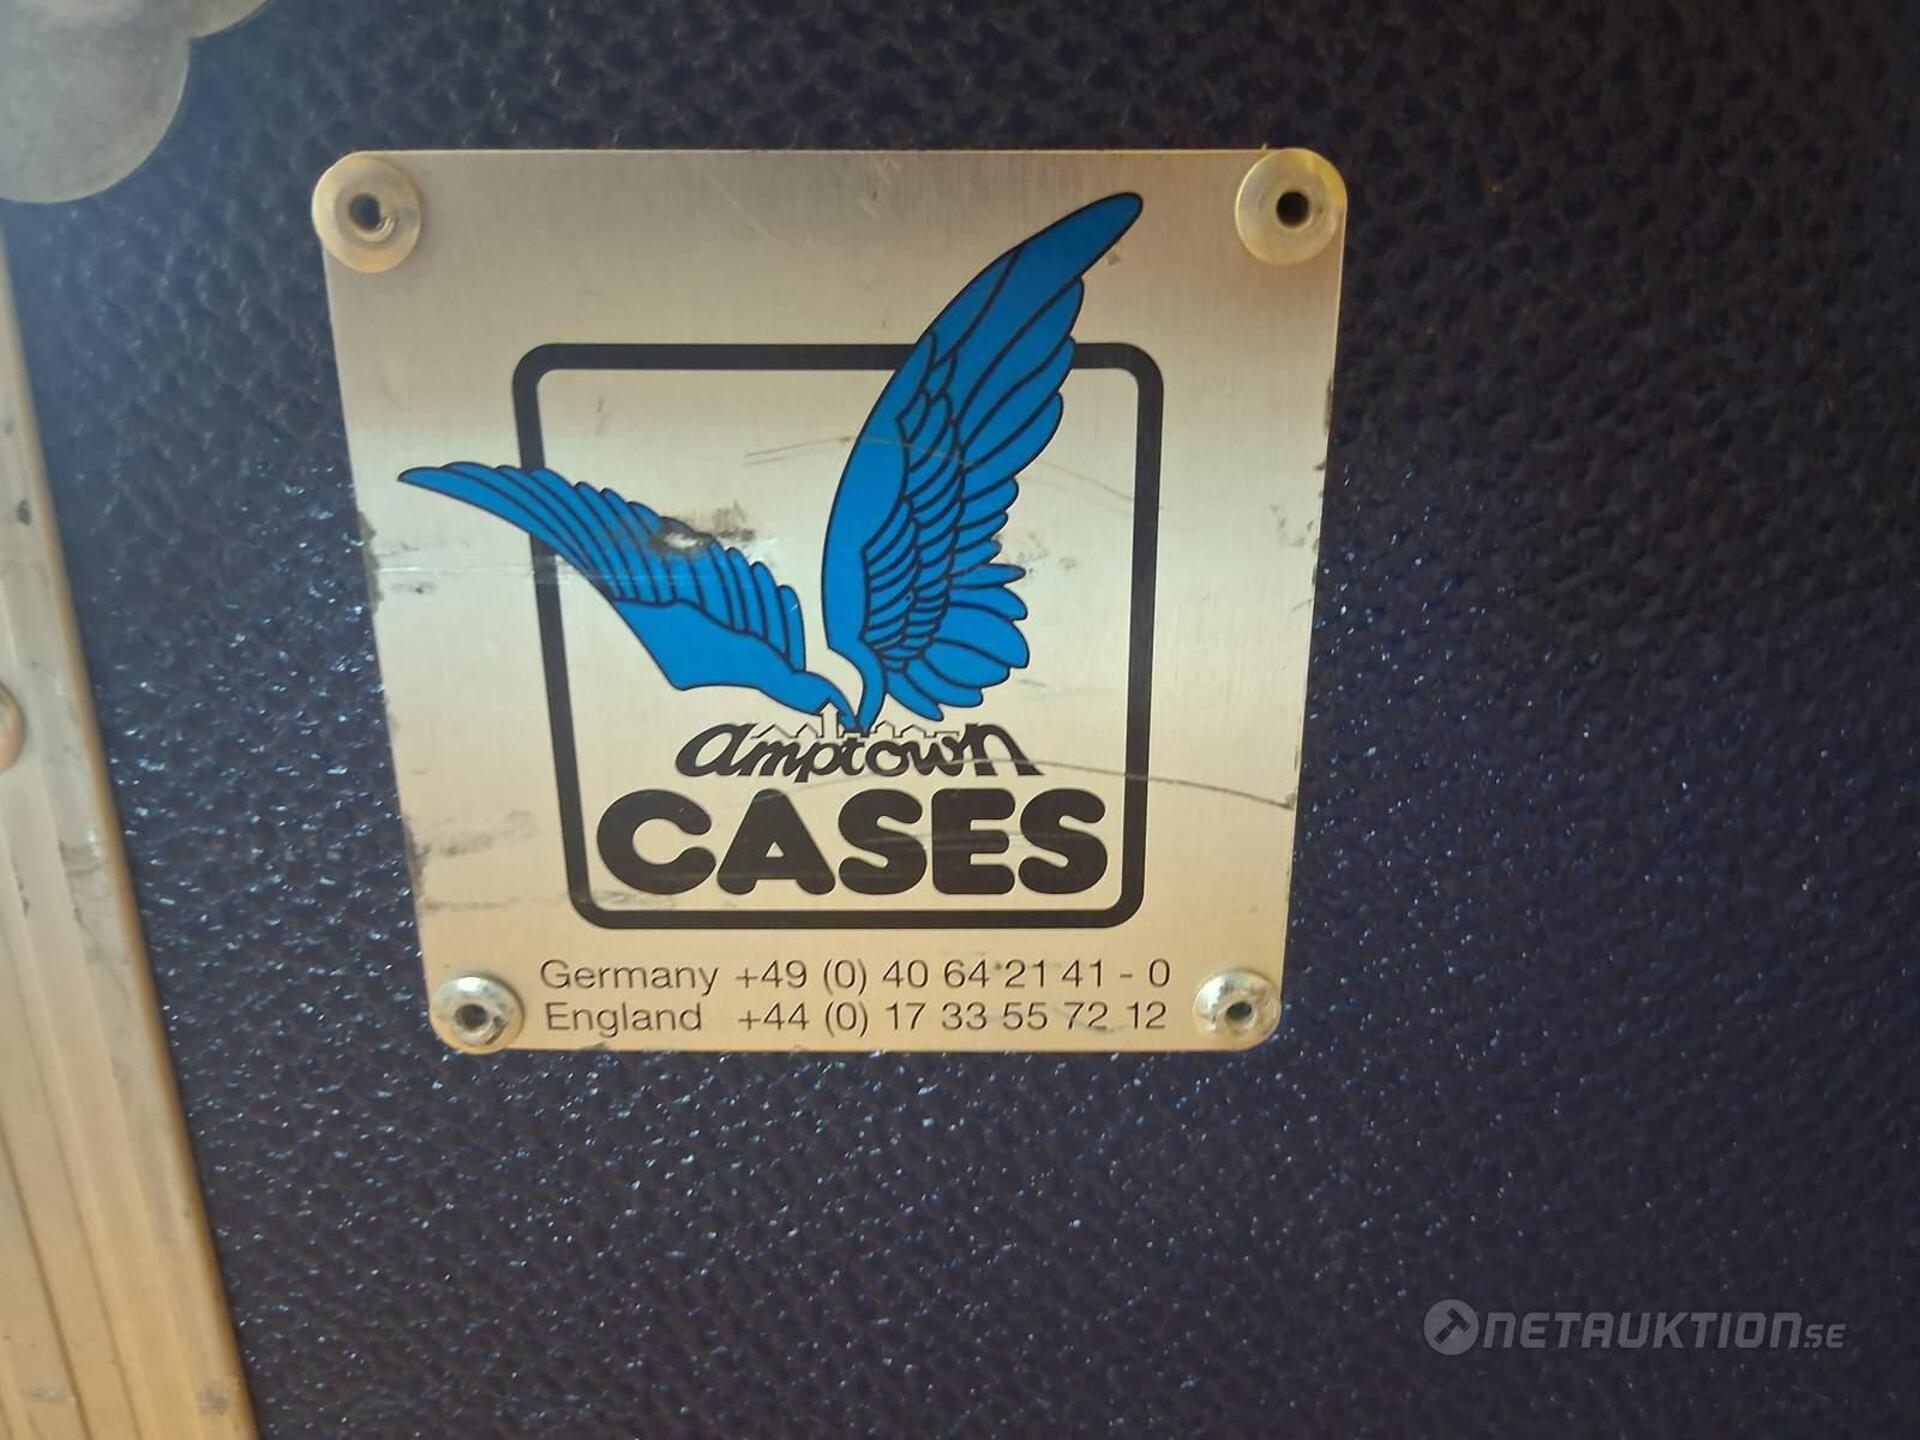 amptown
CASES
Germany +49 (0) 40 64 21 41 - 0
England +44 (0) 17 33 55 72 12
NETAUKTION.SE